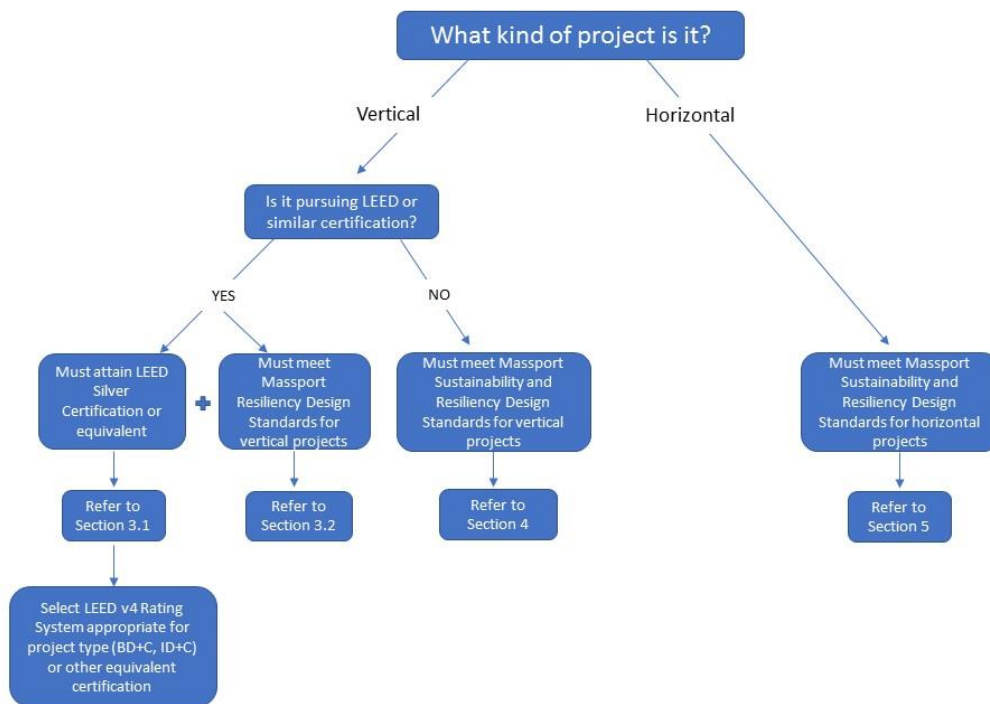 What kind of project is it?
Vertical
Horizontal
Is it pursuing LEED or
similar certification?
YES
NO
Must attain LEED
Silver
Certification or
equivalent
Must meet
Massport
Resiliency Design
Standards for
vertical projects
Must meet Massport
Sustainability and
Resiliency Design
Standards for vertical
projects
Must meet Massport
Sustainability and
Resiliency Design
Standards for horizontal
projects
Refer to
Section 3.1
Refer to
Section 3.2
Refer to
Section 4
Refer to
Section 5
Select LEED v4 Rating
System appropriate for
project type (BD+C, ID+C)
or other equivalent
certification